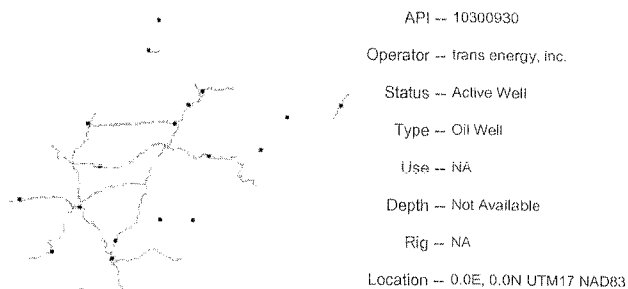 API -- 10300930
Operator -- trans energy, inc.
Status -- Active Well
Type -- Oil Well
Use -- NA
Depth -- Not Available
Rig -- NA
Location -- 0.0E, 0.0N UTM17 NAD83